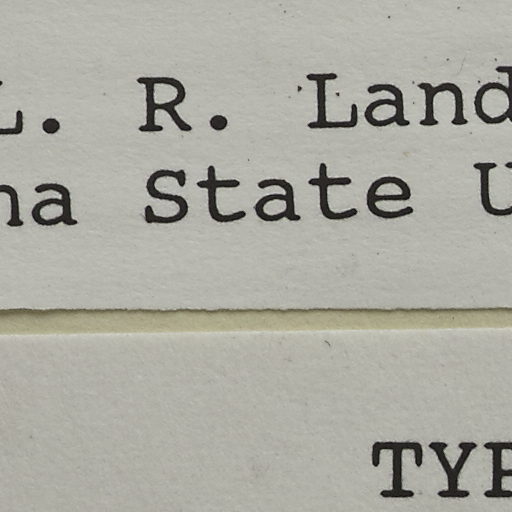 L. R. Land
na State U
TYP